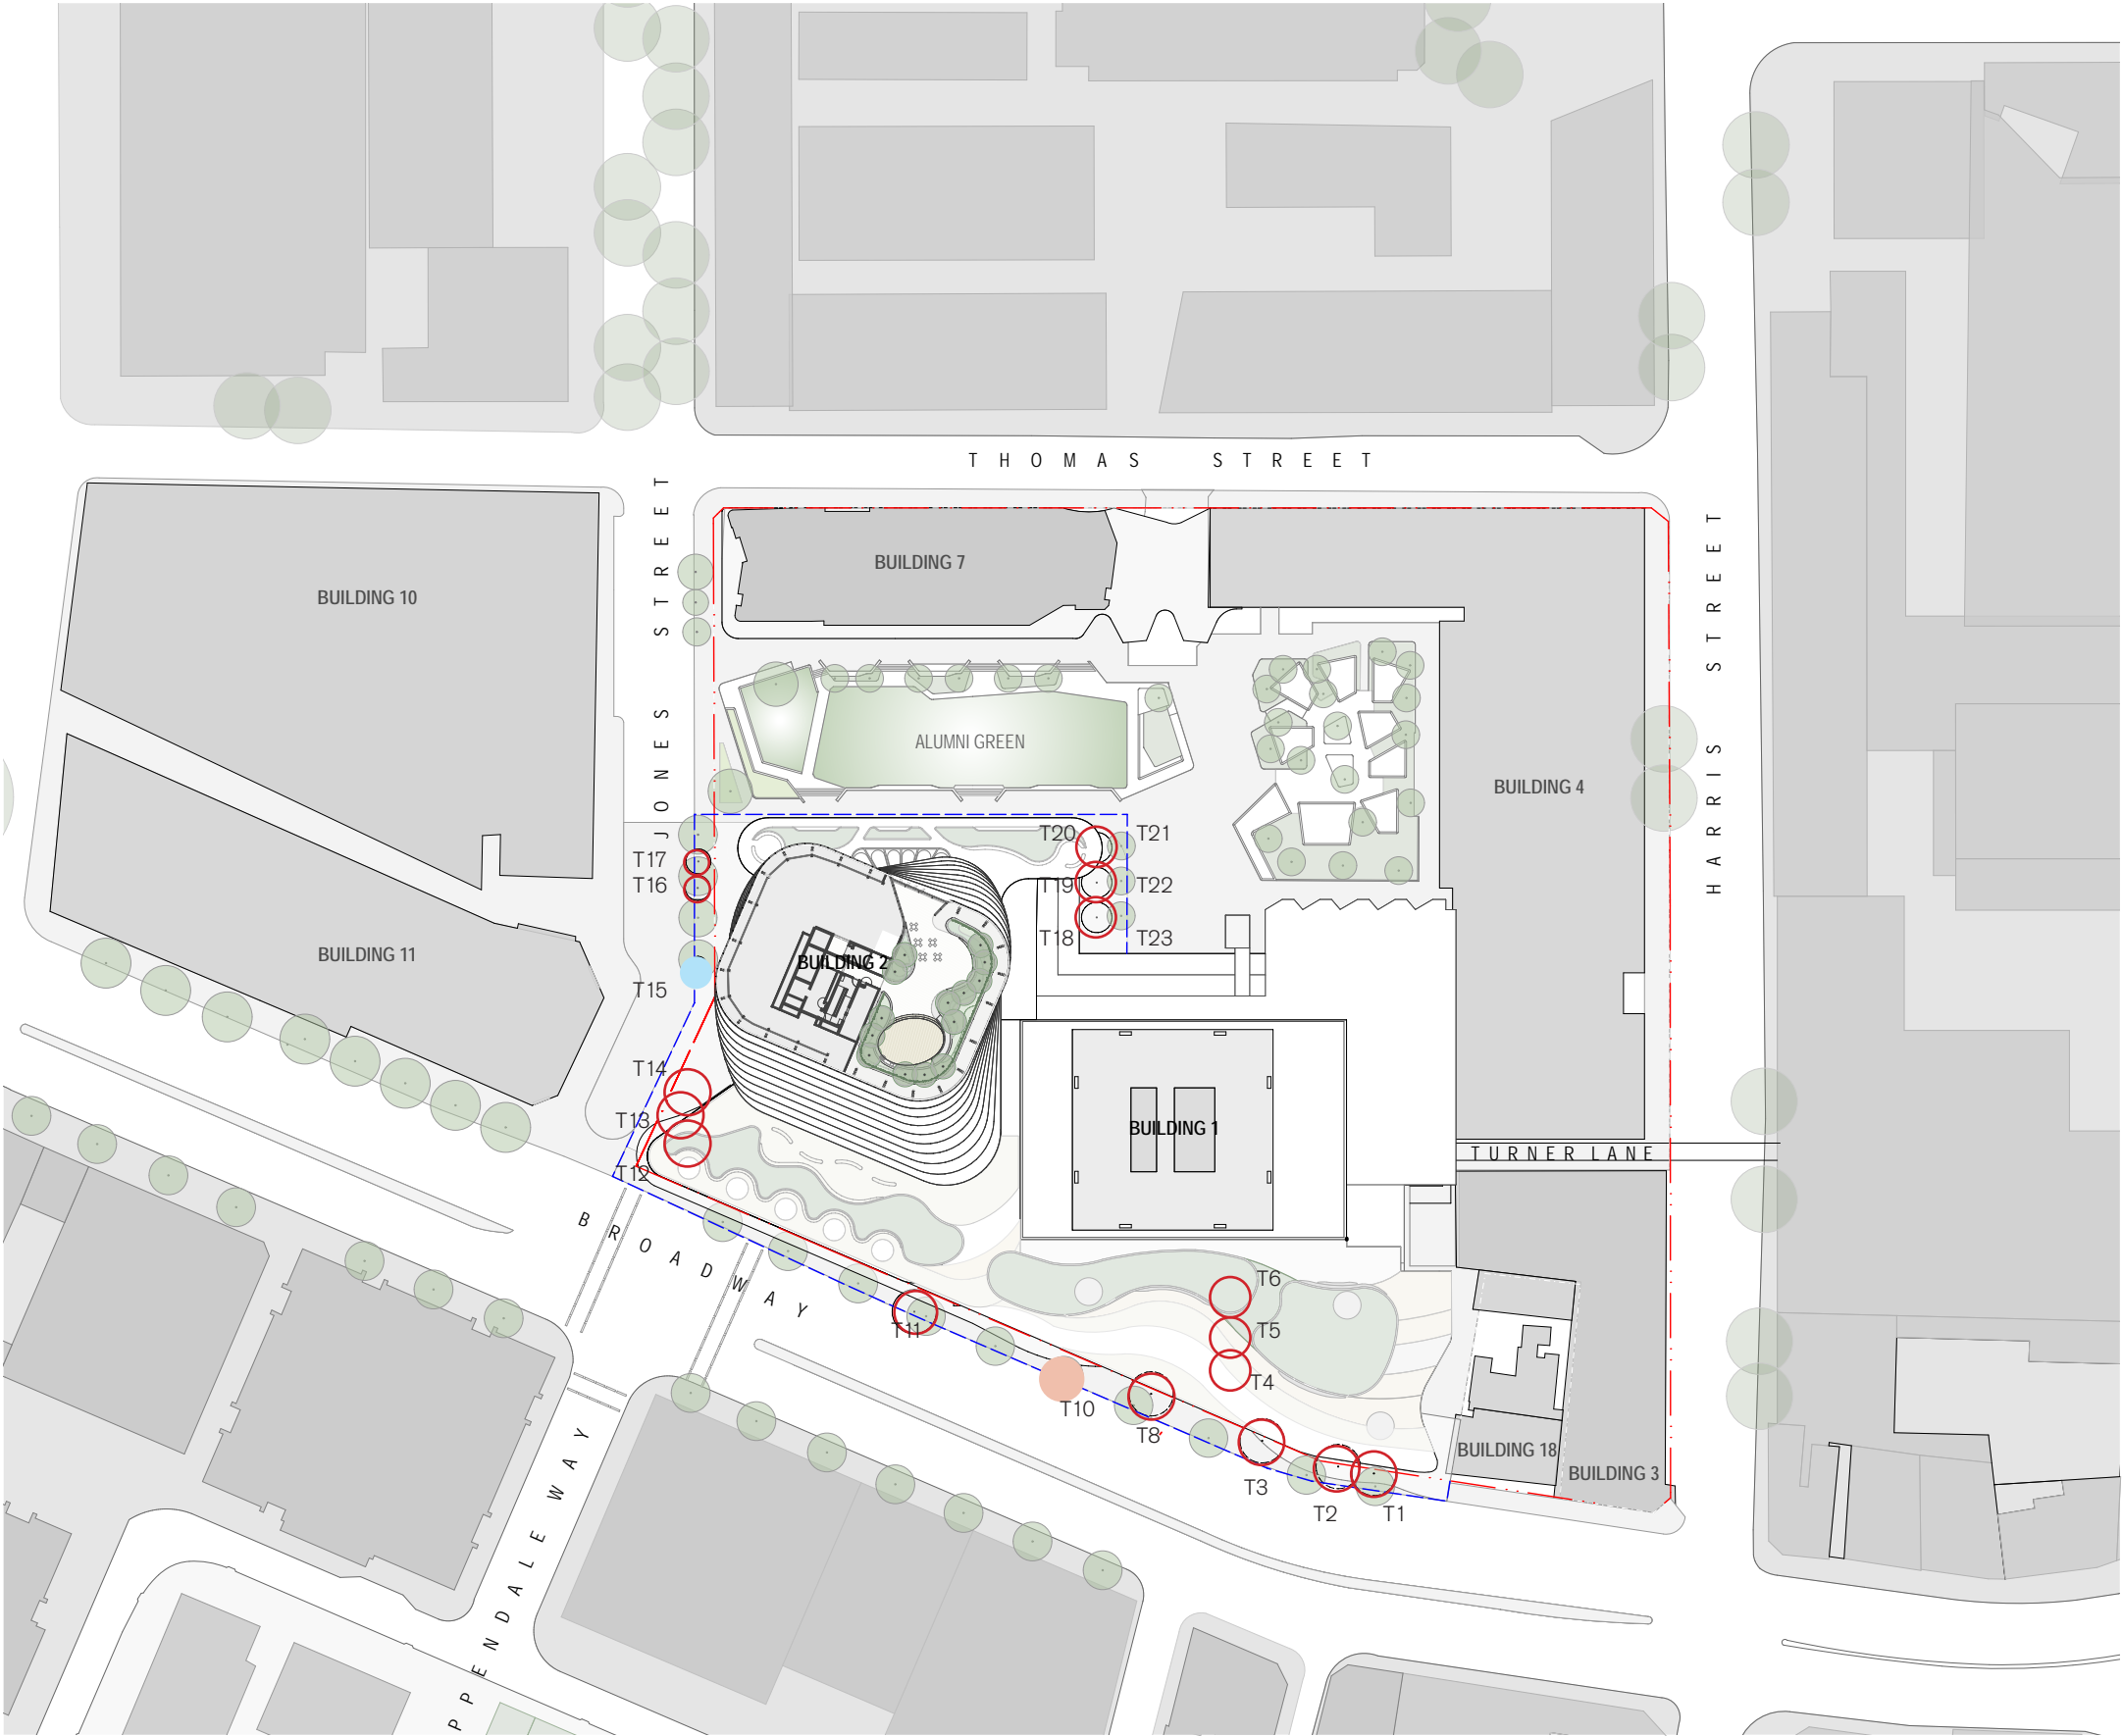 THOMAS STREET
JONES STREET
HARRIS STREET
BUILDING 7
BUILDING 10
ALUMNI GREEN
BUILDING 4
T20
T21
T17
T16
T19
T22
T18
T23
BUILDING 11
BUILDING 2
T15
T14
T13
T12
BUILDING 1
TURNER LANE
BROADWAY
T6
T5
T4
T11
T10
T8
T3
T2
T1
BUILDING 18
BUILDING 3
PPENDALE WAY